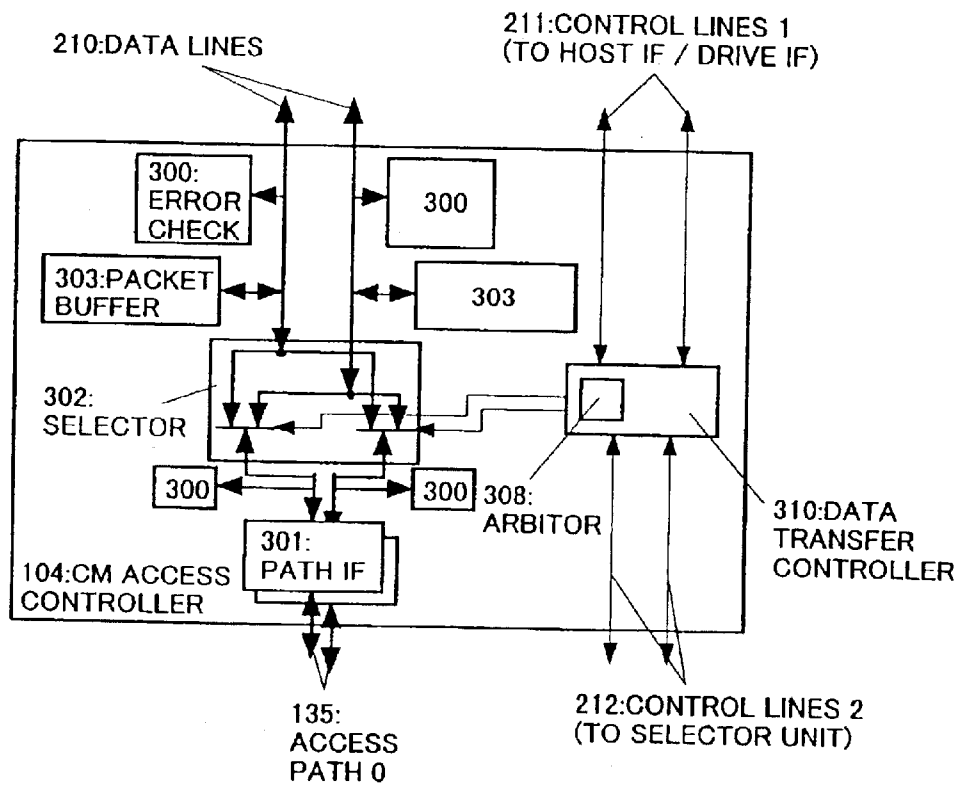 210:DATA LINES
211:CONTROL LINES 1
(TO HOST IF / DRIVE IF)
300:
ERROR
CHECK
300
303:PACKET
BUFFER
303
302:
SELECTOR
300
300
308:
ARBITOR
310:DATA
TRANSFER
CONTROLLER
301:
PATH IF
104:CM ACCESS
CONTROLLER
135:
ACCESS
PATH 0
212:CONTROL LINES 2
(TO SELECTOR UNIT)